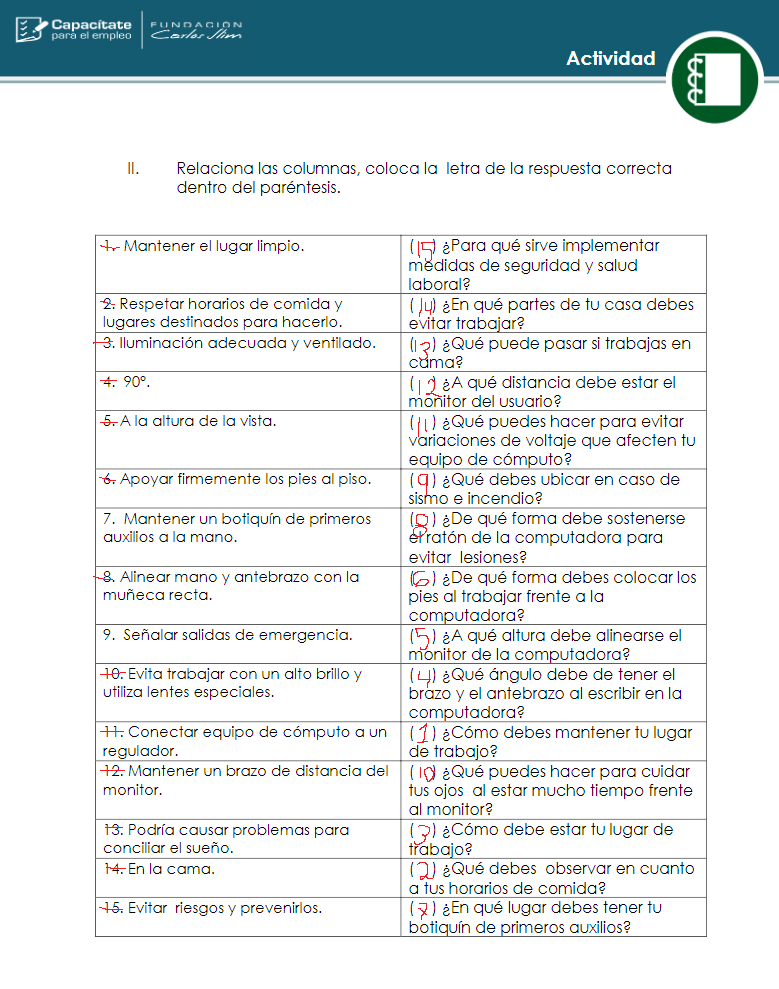 Capacítate
para el empleo
FUNDACIÓN
Carlos Slim
Actividad
II. Relaciona las columnas, coloca la letra de la respuesta correcta
dentro del paréntesis.
1. Mantener el lugar limpio.
(15) ¿Para qué sirve implementar
medidas de seguridad y salud
laboral?
2. Respetar horarios de comida y
lugares destinados para hacerlo.
(14) ¿En qué partes de tu casa debes
evitar trabajar?
3. Iluminación adecuada y ventilado.
(13) ¿Qué puede pasar si trabajas en
cama?
4. 90°.
(12) ¿A qué distancia debe estar el
monitor del usuario?
5. A la altura de la vista.
(11) ¿Qué puedes hacer para evitar
variaciones de voltaje que afecten tu
equipo de cómputo?
6. Apoyar firmemente los pies al piso.
(9) ¿Qué debes ubicar en caso de
sismo e incendio?
7. Mantener un botiquín de primeros
auxilios a la mano.
(8) ¿De qué forma debe sostenerse
el ratón de la computadora para
evitar lesiones?
8. Alinear mano y antebrazo con la
muñeca recta.
(6) ¿De qué forma debes colocar los
pies al trabajar frente a la
computadora?
9. Señalar salidas de emergencia.
(5) ¿A qué altura debe alinearse el
monitor de la computadora?
10. Evita trabajar con un alto brillo y
utiliza lentes especiales.
(4) ¿Qué ángulo debe de tener el
brazo y el antebrazo al escribir en la
computadora?
11. Conectar equipo de cómputo a un
regulador.
(1) ¿Cómo debes mantener tu lugar
de trabajo?
12. Mantener un brazo de distancia del
monitor.
(10) ¿Qué puedes hacer para cuidar
tus ojos al estar mucho tiempo frente
al monitor?
13. Podría causar problemas para
conciliar el sueño.
(3) ¿Cómo debe estar tu lugar de
trabajo?
14. En la cama.
(2) ¿Qué debes observar en cuanto
a tus horarios de comida?
15. Evitar riesgos y prevenirlos.
(7) ¿En qué lugar debes tener tu
botiquín de primeros auxilios?